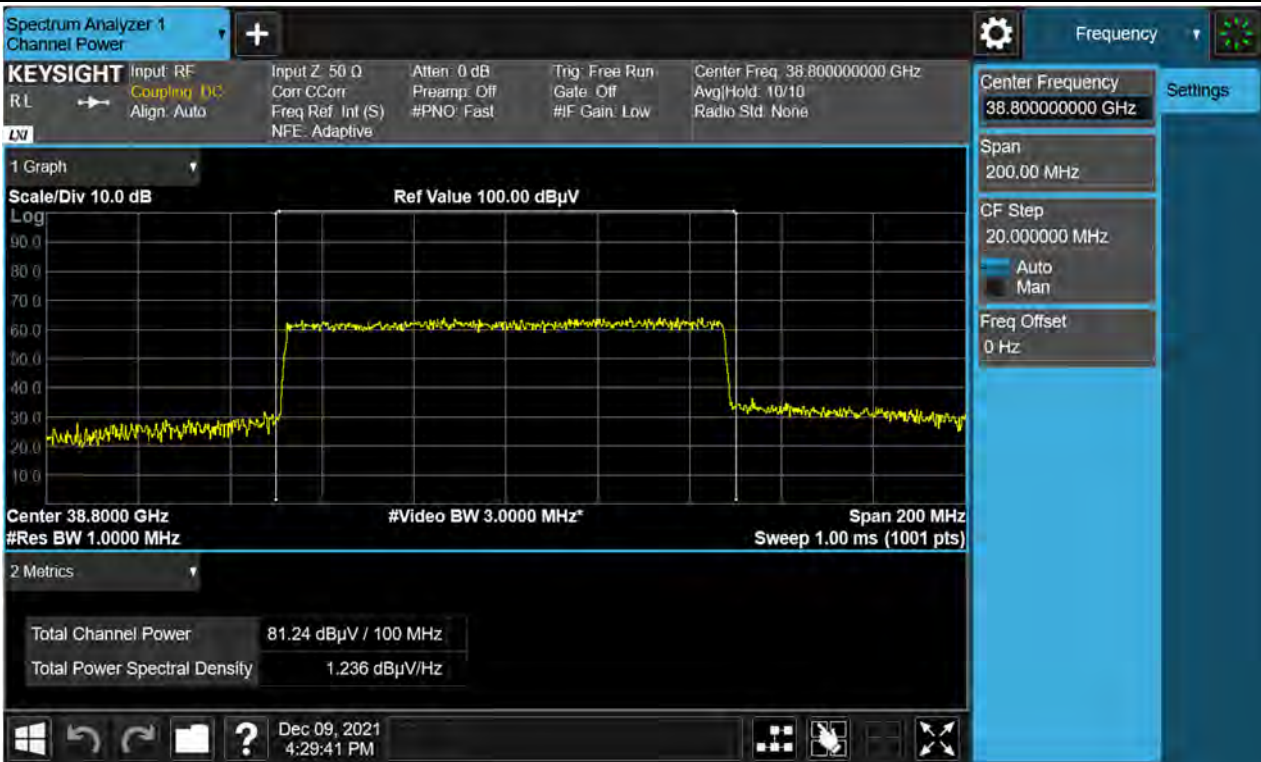 Spectrum Analyzer 1
Channel Power
+
Frequency
KEYSIGHT
R L
LXI
Input: RF
Coupling: DC
Align: Auto
Input Z: 50 Ω
Corr CCorr
Freq Ref: Int (S)
NFE: Adaptive
Atten: 0 dB
Preamp: Off
#PNO: Fast
Trig: Free Run
Gate: Off
#IF Gain: Low
Center Freq: 38.800000000 GHz
Avg|Hold: 10/10
Radio Std: None
Center Frequency
38.800000000 GHz
Settings
Span
200.00 MHz
CF Step
20.000000 MHz
Auto
Man
Freq Offset
0 Hz
1 Graph
Scale/Div 10.0 dB
Ref Value 100.00 dBµV
Log
90.0
80.0
70.0
60.0
50.0
40.0
30.0
20.0
10.0
Center 38.8000 GHz
#Video BW 3.0000 MHz*
Span 200 MHz
#Res BW 1.0000 MHz
Sweep 1.00 ms (1001 pts)
2 Metrics
Total Channel Power
81.24 dBµV / 100 MHz
Total Power Spectral Density
1.236 dBµV/Hz
?
Dec 09, 2021
4:29:41 PM